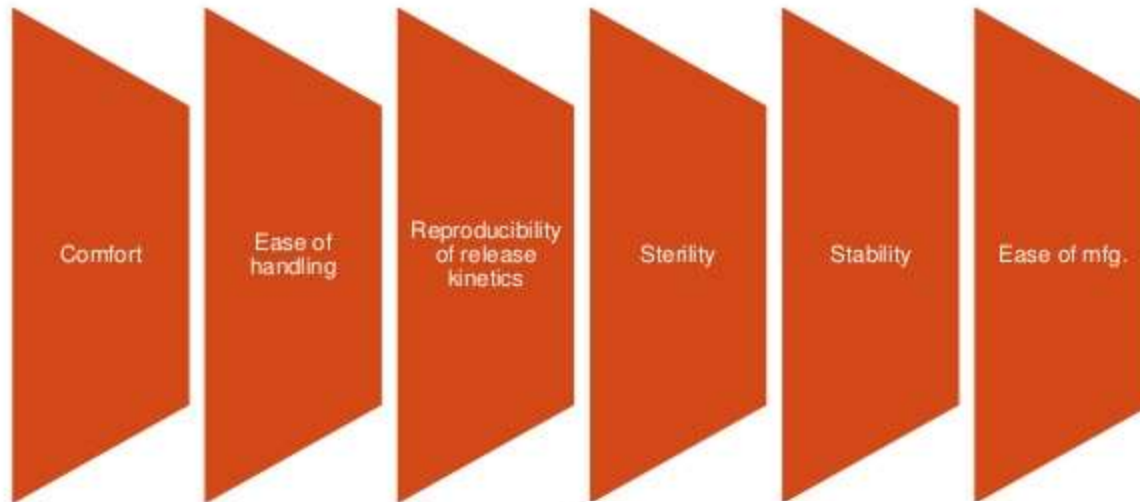 Comfort
Ease of
handling
Reproducibility
of release
kinetics
Sterility
Stability
Ease of mfg.